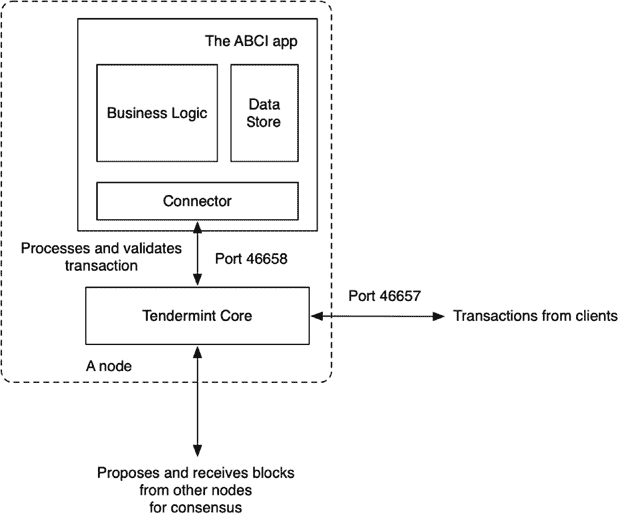 The ABCI app
Business Logic
Data
Store
Connector
Processes and validates
transaction
Port 46658
Port 46657
Tendermint Core
Transactions from clients
A node
Proposes and receives blocks
from other nodes
for consensus